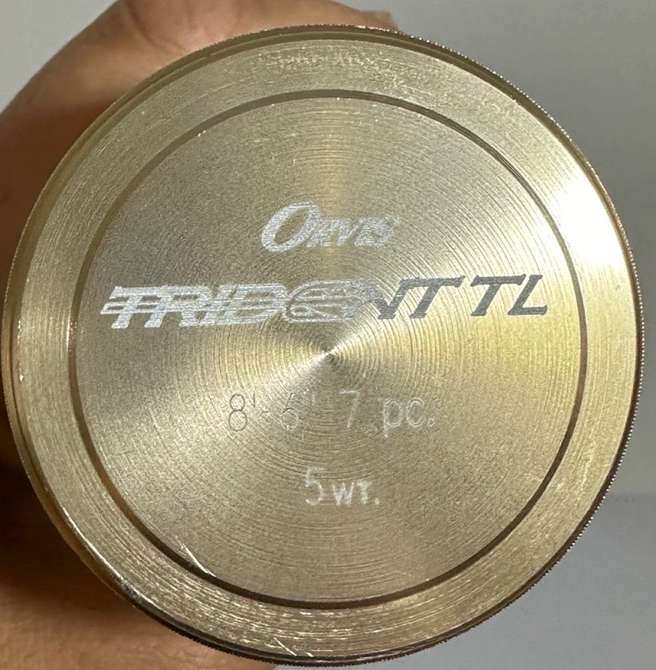 ORVIS
TRIDENT TL
8'-6" 7 pc.
5 WT.